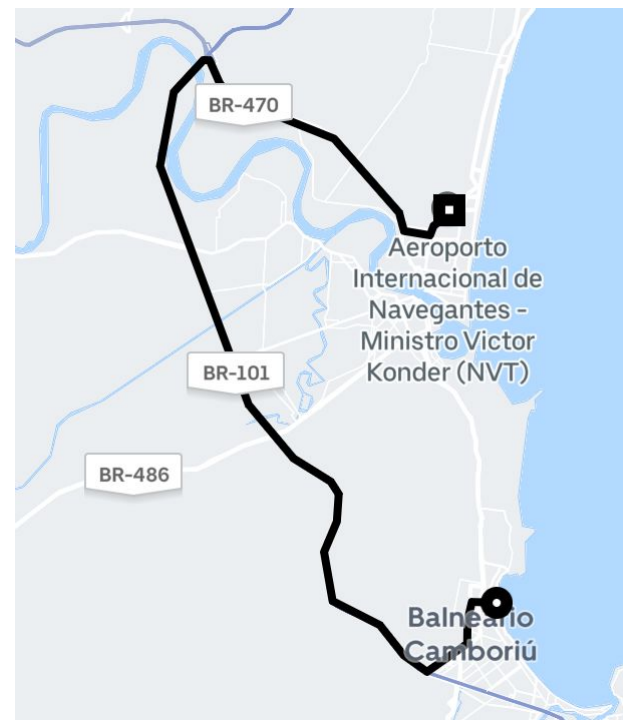 BR-470
Aeroporto
Internacional de
Navegantes -
Ministro Victor
Konder (NVT)
BR-101
BR-486
Balneário
Camboriú